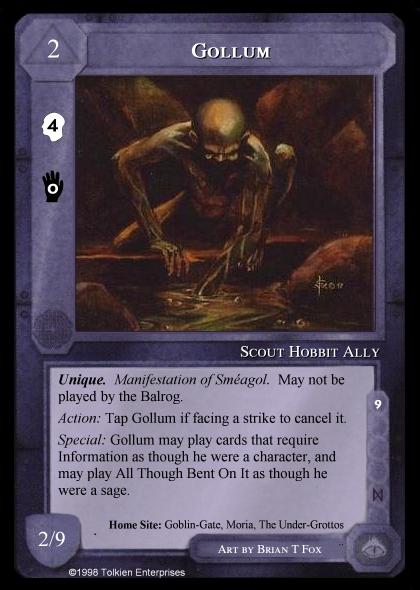 2
GOLLUM
4
0
SCOUT HOBBIT ALLY
Unique. Manifestation of Sméagol. May not be
played by the Balrog.
Action: Tap Gollum if facing a strike to cancel it.
Special: Gollum may play cards that require
Information as though he were a character, and
may play All Though Bent On It as though he
were a sage.
9
Home Site: Goblin-Gate, Moria, The Under-Grottos
2/9
ART BY BRIAN T FOX
©1998 Tolkien Enterprises